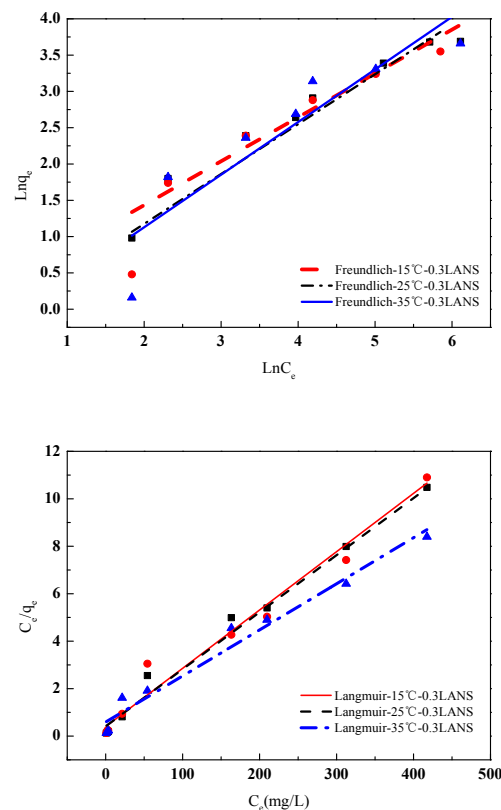 4.0
3.5
3.0
2.5
2.0
1.5
1.0
0.5
0.0
Lnqe
Freundlich-15℃-0.3LANS
Freundlich-25℃-0.3LANS
Freundlich-35℃-0.3LANS
1 2 3 4 5 6
LnCe
12
10
8
6
4
2
0
Ce/qe
Langmuir-15℃-0.3LANS
Langmuir-25℃-0.3LANS
Langmuir-35℃-0.3LANS
0 100 200 300 400 500
Ce(mg/L)